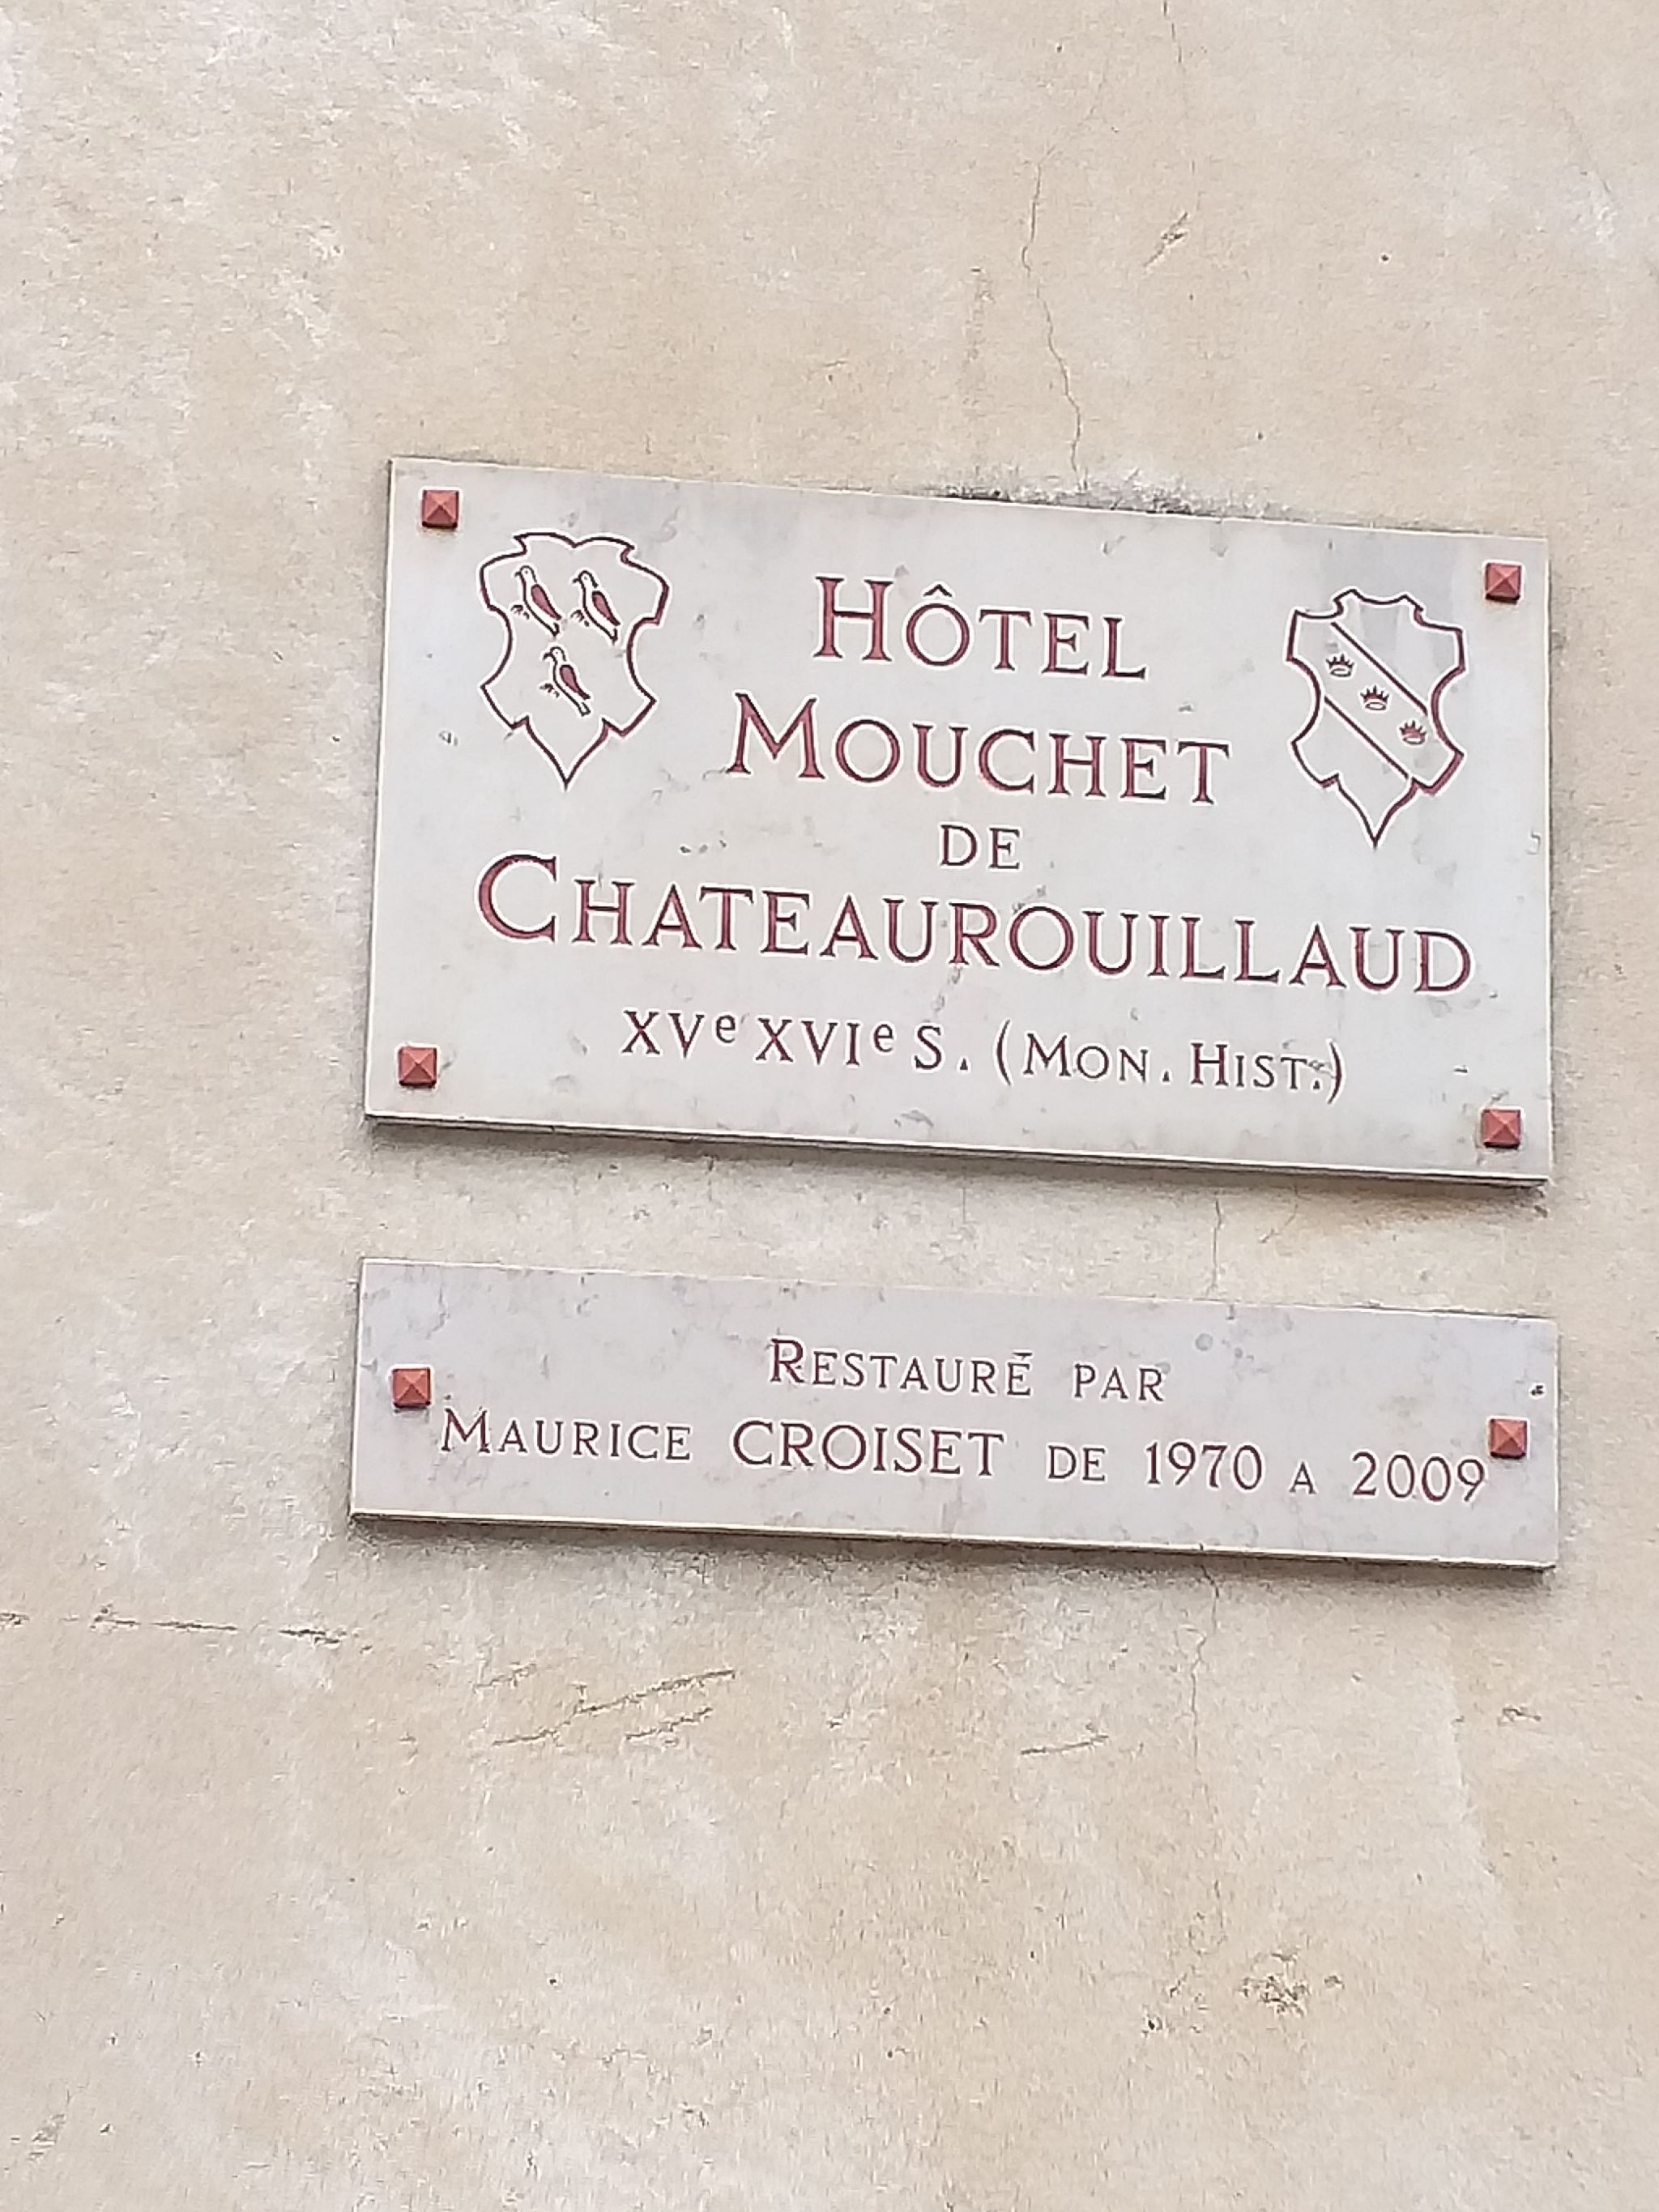 HÔTEL
MOUCHET
DE
CHATEAUROUILLAUD
XVe XVIe S. (MON. HIST.)
RESTAURÉ PAR
MAURICE CROISET DE 1970 A 2009